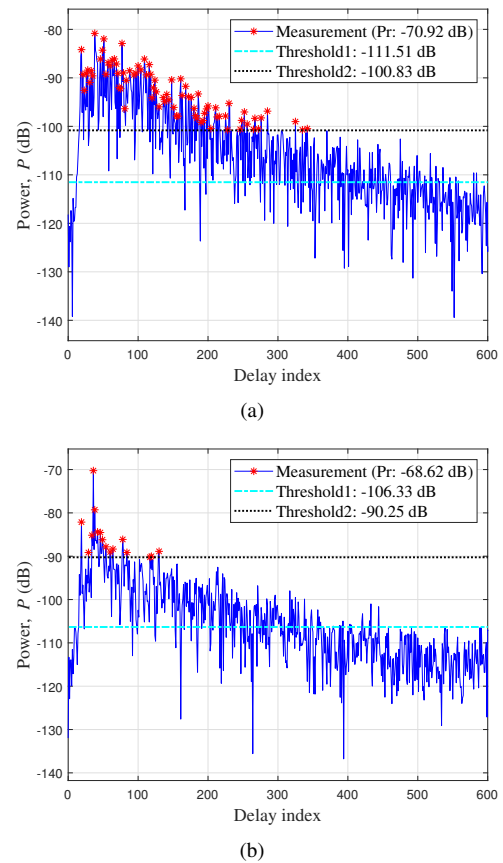 Measurement (Pr: -70.92 dB)
Threshold1: -111.51 dB
Threshold2: -100.83 dB
Power, P (dB)
-80
-90
-100
-110
-120
-130
-140
0 100 200 300 400 500 600
Delay index
(a)
Measurement (Pr: -68.62 dB)
Threshold1: -106.33 dB
Threshold2: -90.25 dB
Power, P (dB)
-70
-80
-90
-100
-110
-120
-130
-140
0 100 200 300 400 500 600
Delay index
(b)